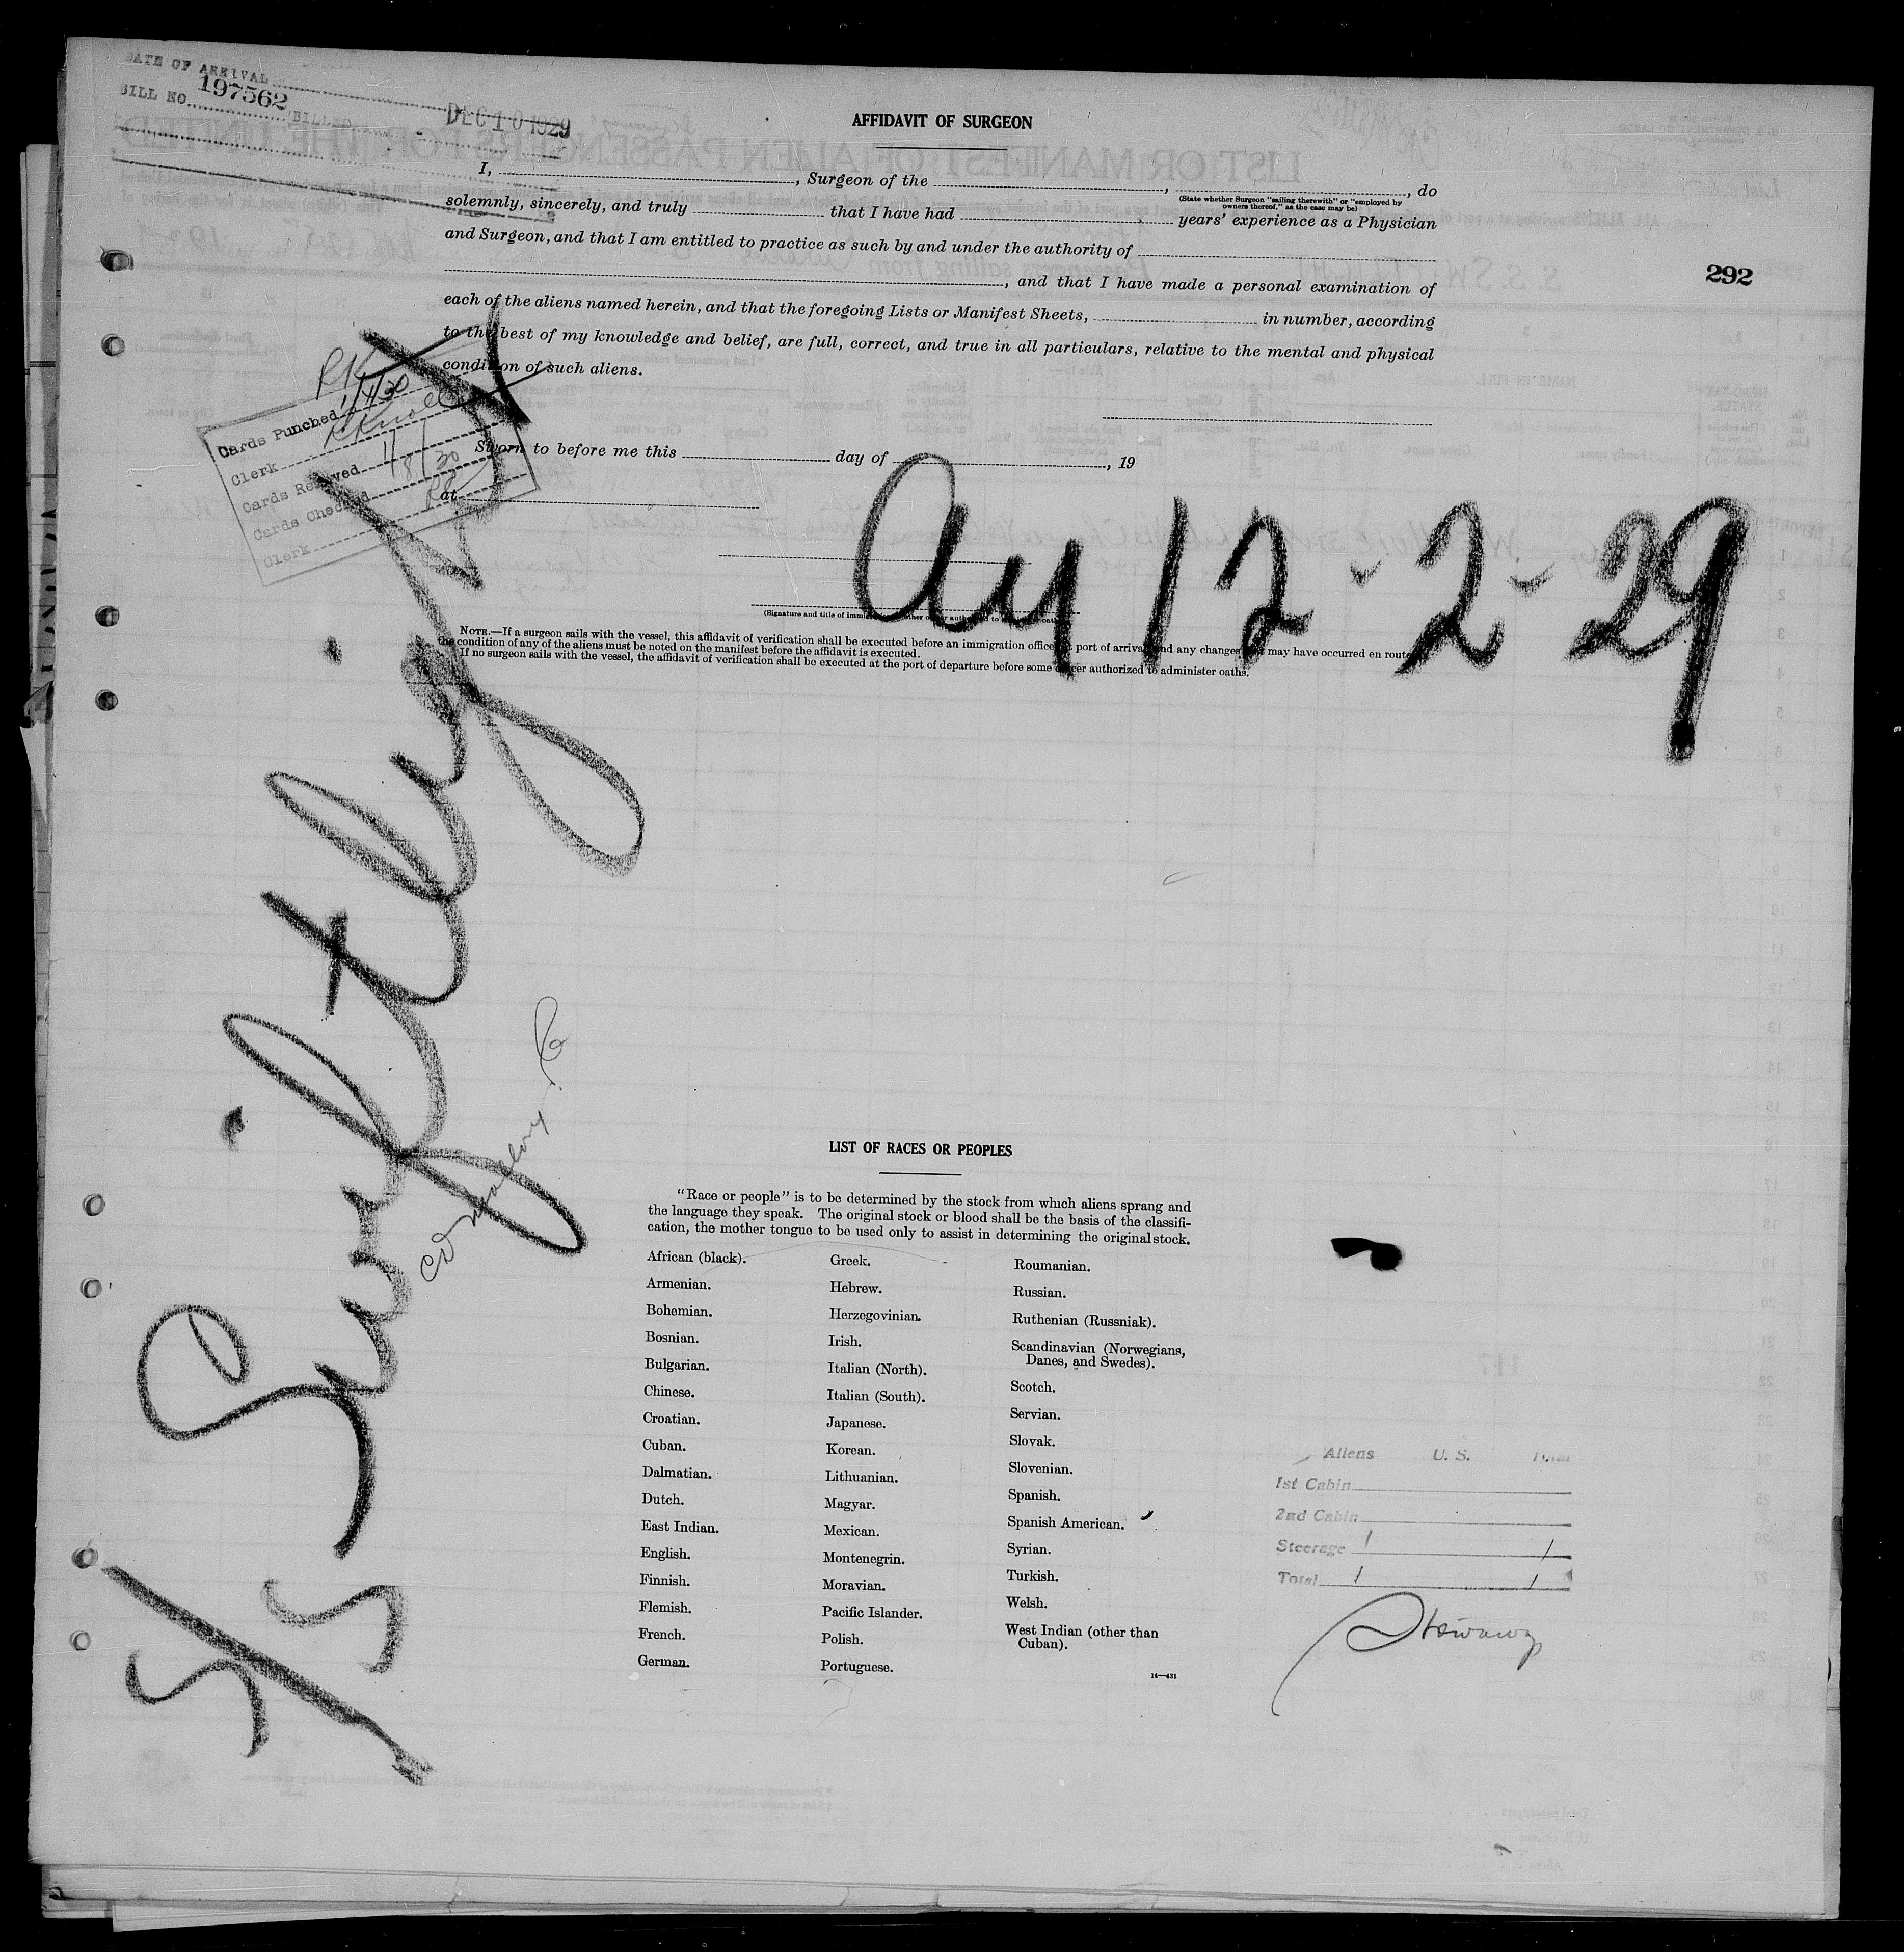 DATE OF ARRIVAL
BILL NO. 197562 BILLED DEC 10 1929
AFFIDAVIT OF SURGEON
I, , Surgeon of the , , do
(State whether Surgeon "sailing therewith" or "employed by
owners thereof," as the case may be)
solemnly, sincerely, and truly that I have had years' experience as a Physician
and Surgeon, and that I am entitled to practice as such by and under the authority of
, and that I have made a personal examination of
292
each of the aliens named herein, and that the foregoing Lists or Manifest Sheets, in number, according
to the best of my knowledge and belief, are full, correct, and true in all particulars, relative to the mental and physical
condition of such aliens.
Cards Punched
Clerk
Cards Received 1/8/30
Cards Checked
Clerk
Sworn to before me this day of , 19
at
Arr 12-2-29
NOTE.—If a surgeon sails with the vessel, this affidavit of verification shall be executed before an immigration officer at port of arrival and any changes may have occurred en route
the condition of any of the aliens must be noted on the manifest before the affidavit is executed.
If no surgeon sails with the vessel, the affidavit of verification shall be executed at the port of departure before some officer authorized to administer oaths.
S/S Swiftlight
LIST OF RACES OR PEOPLES
"Race or people" is to be determined by the stock from which aliens sprang and
the language they speak. The original stock or blood shall be the basis of the classifi-
cation, the mother tongue to be used only to assist in determining the original stock.
African (black).
Armenian.
Bohemian.
Bosnian.
Bulgarian.
Chinese.
Croatian.
Cuban.
Dalmatian.
Dutch.
East Indian.
English.
Finnish.
Flemish.
French.
German.
Greek.
Hebrew.
Herzegovinian.
Irish.
Italian (North).
Italian (South).
Japanese.
Korean.
Lithuanian.
Magyar.
Mexican.
Montenegrin.
Moravian.
Pacific Islander.
Polish.
Portuguese.
Roumanian.
Russian.
Ruthenian (Russniak).
Scandinavian (Norwegians,
Danes, and Swedes).
Scotch.
Servian.
Slovak.
Slovenian.
Spanish.
Spanish American.
Syrian.
Turkish.
Welsh.
West Indian (other than
Cuban).
14—431
Aliens U. S. Total
1st Cabin
2nd Cabin
Steerage 1 1
Total 1 1